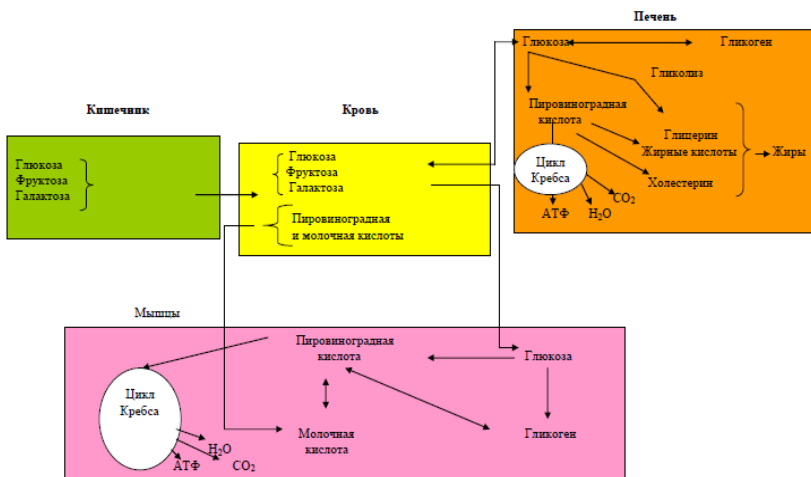 Печень
Глюкоза
Гликоген
Гликолиз
Пировиноградная
кислота
Глицерин
Жирные кислоты
Жиры
Холестерин
Цикл
Кребса
CO2
АТФ
H2O
Кишечник
Глюкоза
Фруктоза
Галактоза
Кровь
Глюкоза
Фруктоза
Галактоза
Пировиноградная
и молочная кислоты
Мышцы
Пировиноградная
кислота
Глюкоза
Цикл
Кребса
Молочная
кислота
Гликоген
H2O
АТФ
CO2